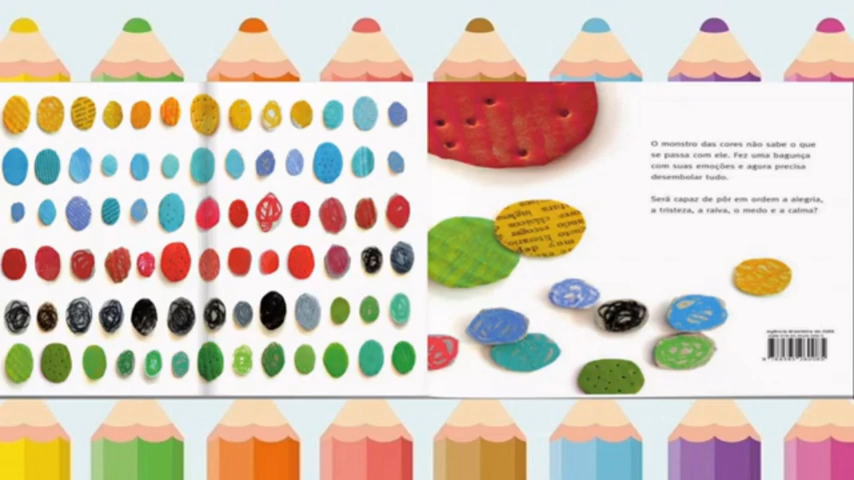 O monstro das cores não sabe o que
se passa com ele. Fez uma bagunça
com suas emoções e agora precisa
desembolar tudo.
Será capaz de pôr em ordem a alegria,
a tristeza, a raiva, o medo e a calma?